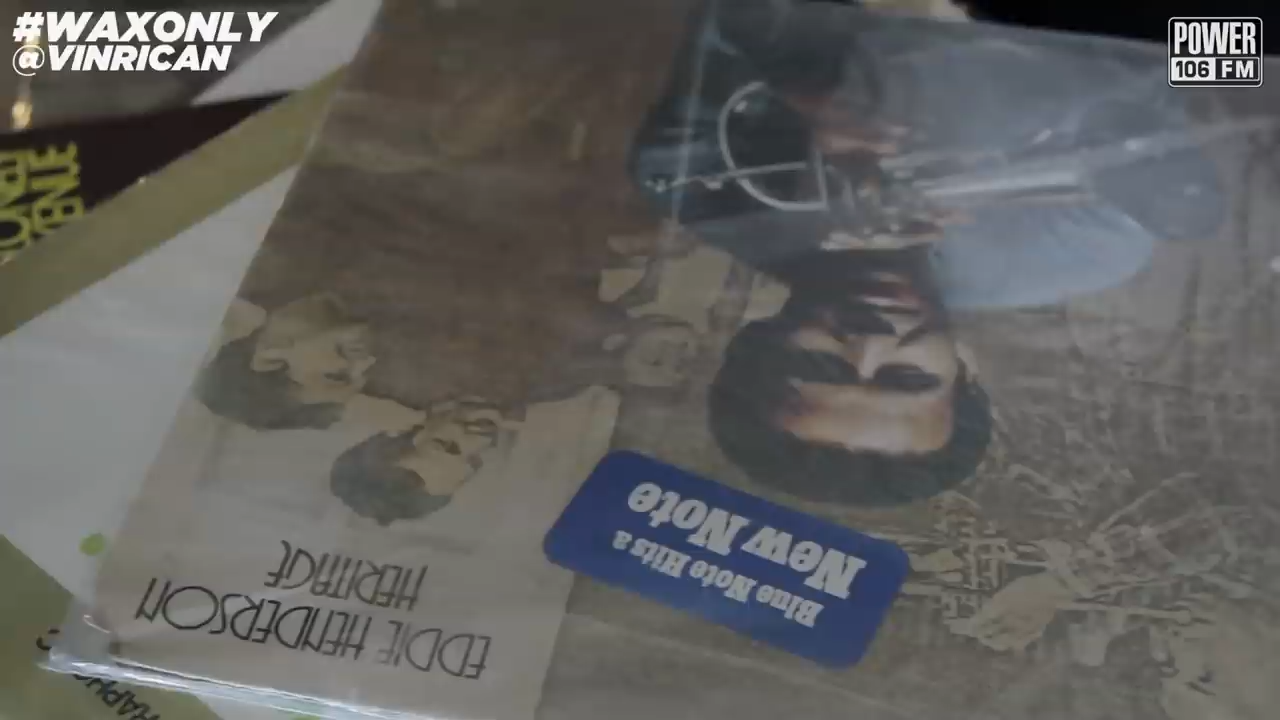 #WAXONLY
@VINRICAN
POWER
106 FM
EDDIE HENDERSON
HERITAGE
Blue Note Hits a
New Note